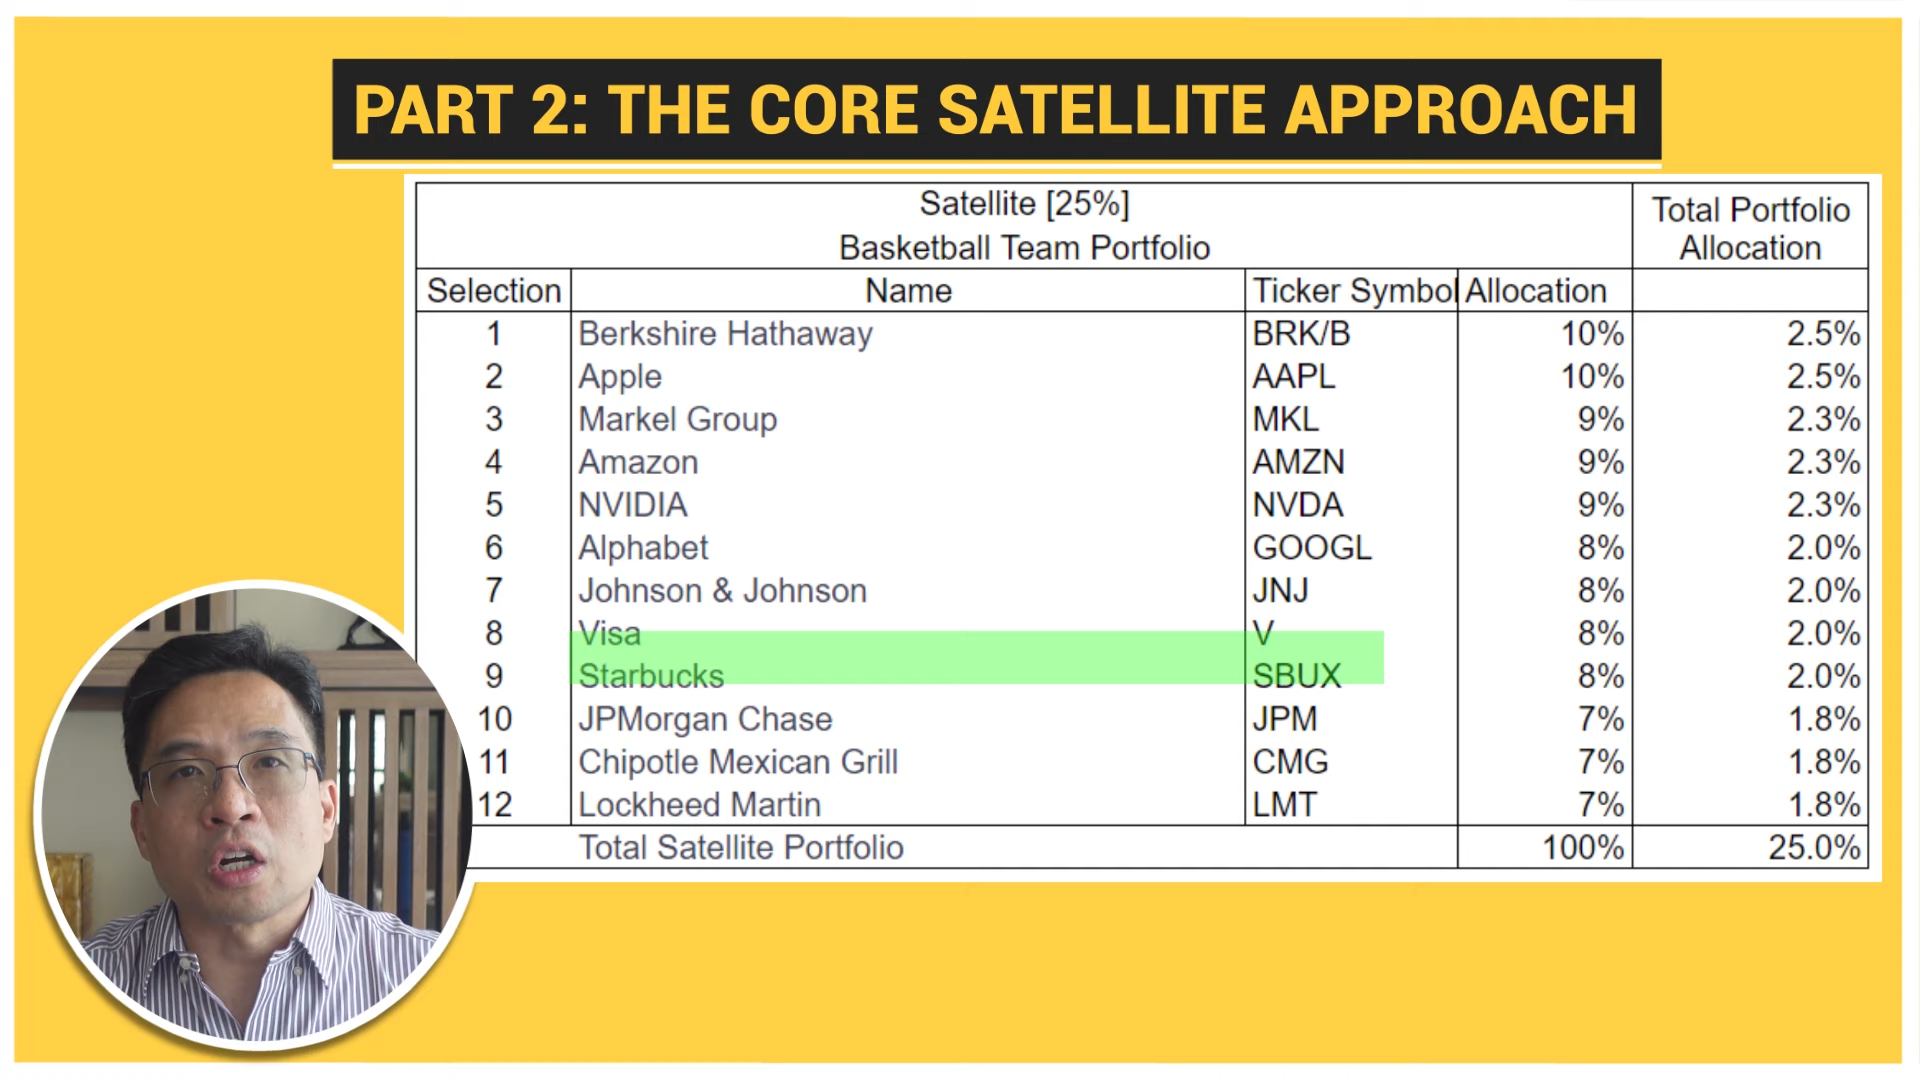 PART 2: THE CORE SATELLITE APPROACH
Satellite [25%]
Basketball Team Portfolio
Total Portfolio
Allocation
Selection Name Ticker Symbol Allocation
1 Berkshire Hathaway BRK/B 10% 2.5%
2 Apple AAPL 10% 2.5%
3 Markel Group MKL 9% 2.3%
4 Amazon AMZN 9% 2.3%
5 NVIDIA NVDA 9% 2.3%
6 Alphabet GOOGL 8% 2.0%
7 Johnson & Johnson JNJ 8% 2.0%
8 Visa V 8% 2.0%
9 Starbucks SBUX 8% 2.0%
10 JPMorgan Chase JPM 7% 1.8%
11 Chipotle Mexican Grill CMG 7% 1.8%
12 Lockheed Martin LMT 7% 1.8%
Total Satellite Portfolio 100% 25.0%